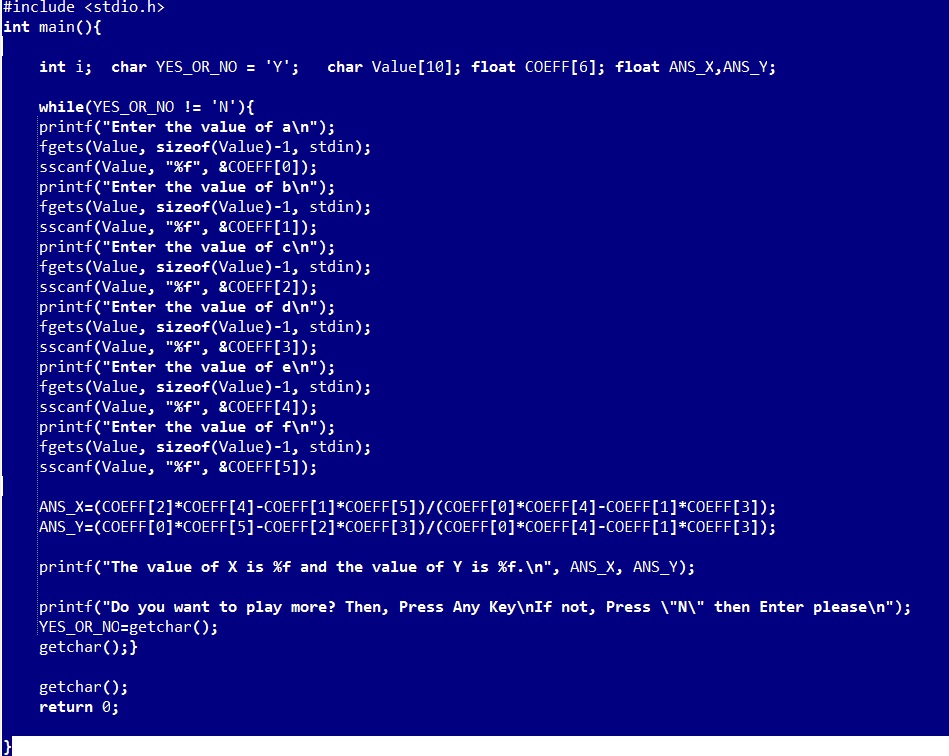 #include <stdio.h>
int main(){
int i;  char YES_OR_NO = 'Y';   char Value[10]; float COEFF[6]; float ANS_X,ANS_Y;
while(YES_OR_NO != 'N'){
printf("Enter the value of a\n");
fgets(Value, sizeof(Value)-1, stdin);
sscanf(Value, "%f", &COEFF[0]);
printf("Enter the value of b\n");
fgets(Value, sizeof(Value)-1, stdin);
sscanf(Value, "%f", &COEFF[1]);
printf("Enter the value of c\n");
fgets(Value, sizeof(Value)-1, stdin);
sscanf(Value, "%f", &COEFF[2]);
printf("Enter the value of d\n");
fgets(Value, sizeof(Value)-1, stdin);
sscanf(Value, "%f", &COEFF[3]);
printf("Enter the value of e\n");
fgets(Value, sizeof(Value)-1, stdin);
sscanf(Value, "%f", &COEFF[4]);
printf("Enter the value of f\n");
fgets(Value, sizeof(Value)-1, stdin);
sscanf(Value, "%f", &COEFF[5]);
ANS_X=(COEFF[2]*COEFF[4]-COEFF[1]*COEFF[5])/(COEFF[0]*COEFF[4]-COEFF[1]*COEFF[3]);
ANS_Y=(COEFF[0]*COEFF[5]-COEFF[2]*COEFF[3])/(COEFF[0]*COEFF[4]-COEFF[1]*COEFF[3]);
printf("The value of X is %f and the value of Y is %f.\n", ANS_X, ANS_Y);
printf("Do you want to play more? Then, Press Any Key\nIf not, Press \"N\" then Enter please\n");
YES_OR_NO=getchar();
getchar();}
getchar();
return 0;
}